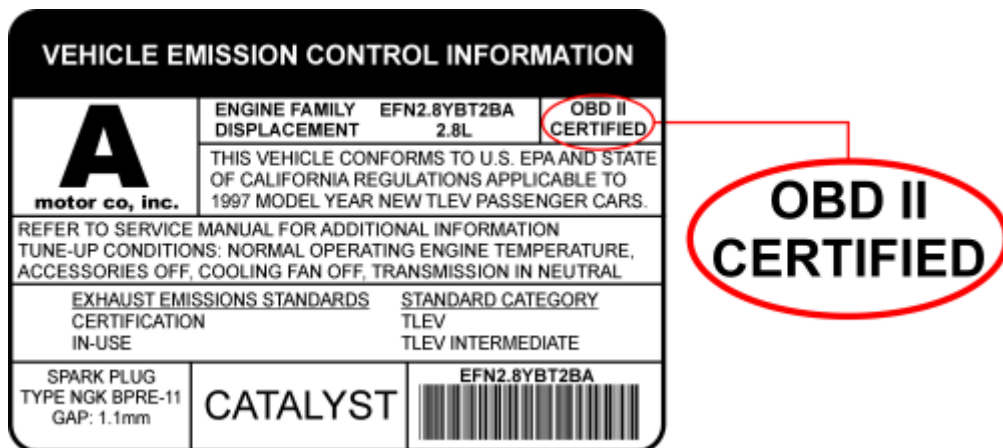 VEHICLE EMISSION CONTROL INFORMATION
A
motor co, inc.
ENGINE FAMILY EFN2.8YBT2BA
DISPLACEMENT 2.8L
OBD II
CERTIFIED
THIS VEHICLE CONFORMS TO U.S. EPA AND STATE
OF CALIFORNIA REGULATIONS APPLICABLE TO
1997 MODEL YEAR NEW TLEV PASSENGER CARS.
REFER TO SERVICE MANUAL FOR ADDITIONAL INFORMATION
TUNE-UP CONDITIONS: NORMAL OPERATING ENGINE TEMPERATURE,
ACCESSORIES OFF, COOLING FAN OFF, TRANSMISSION IN NEUTRAL
EXHAUST EMISSIONS STANDARDS STANDARD CATEGORY
CERTIFICATION TLEV
IN-USE TLEV INTERMEDIATE
SPARK PLUG
TYPE NGK BPRE-11
GAP: 1.1mm
CATALYST
EFN2.8YBT2BA
OBD II
CERTIFIED